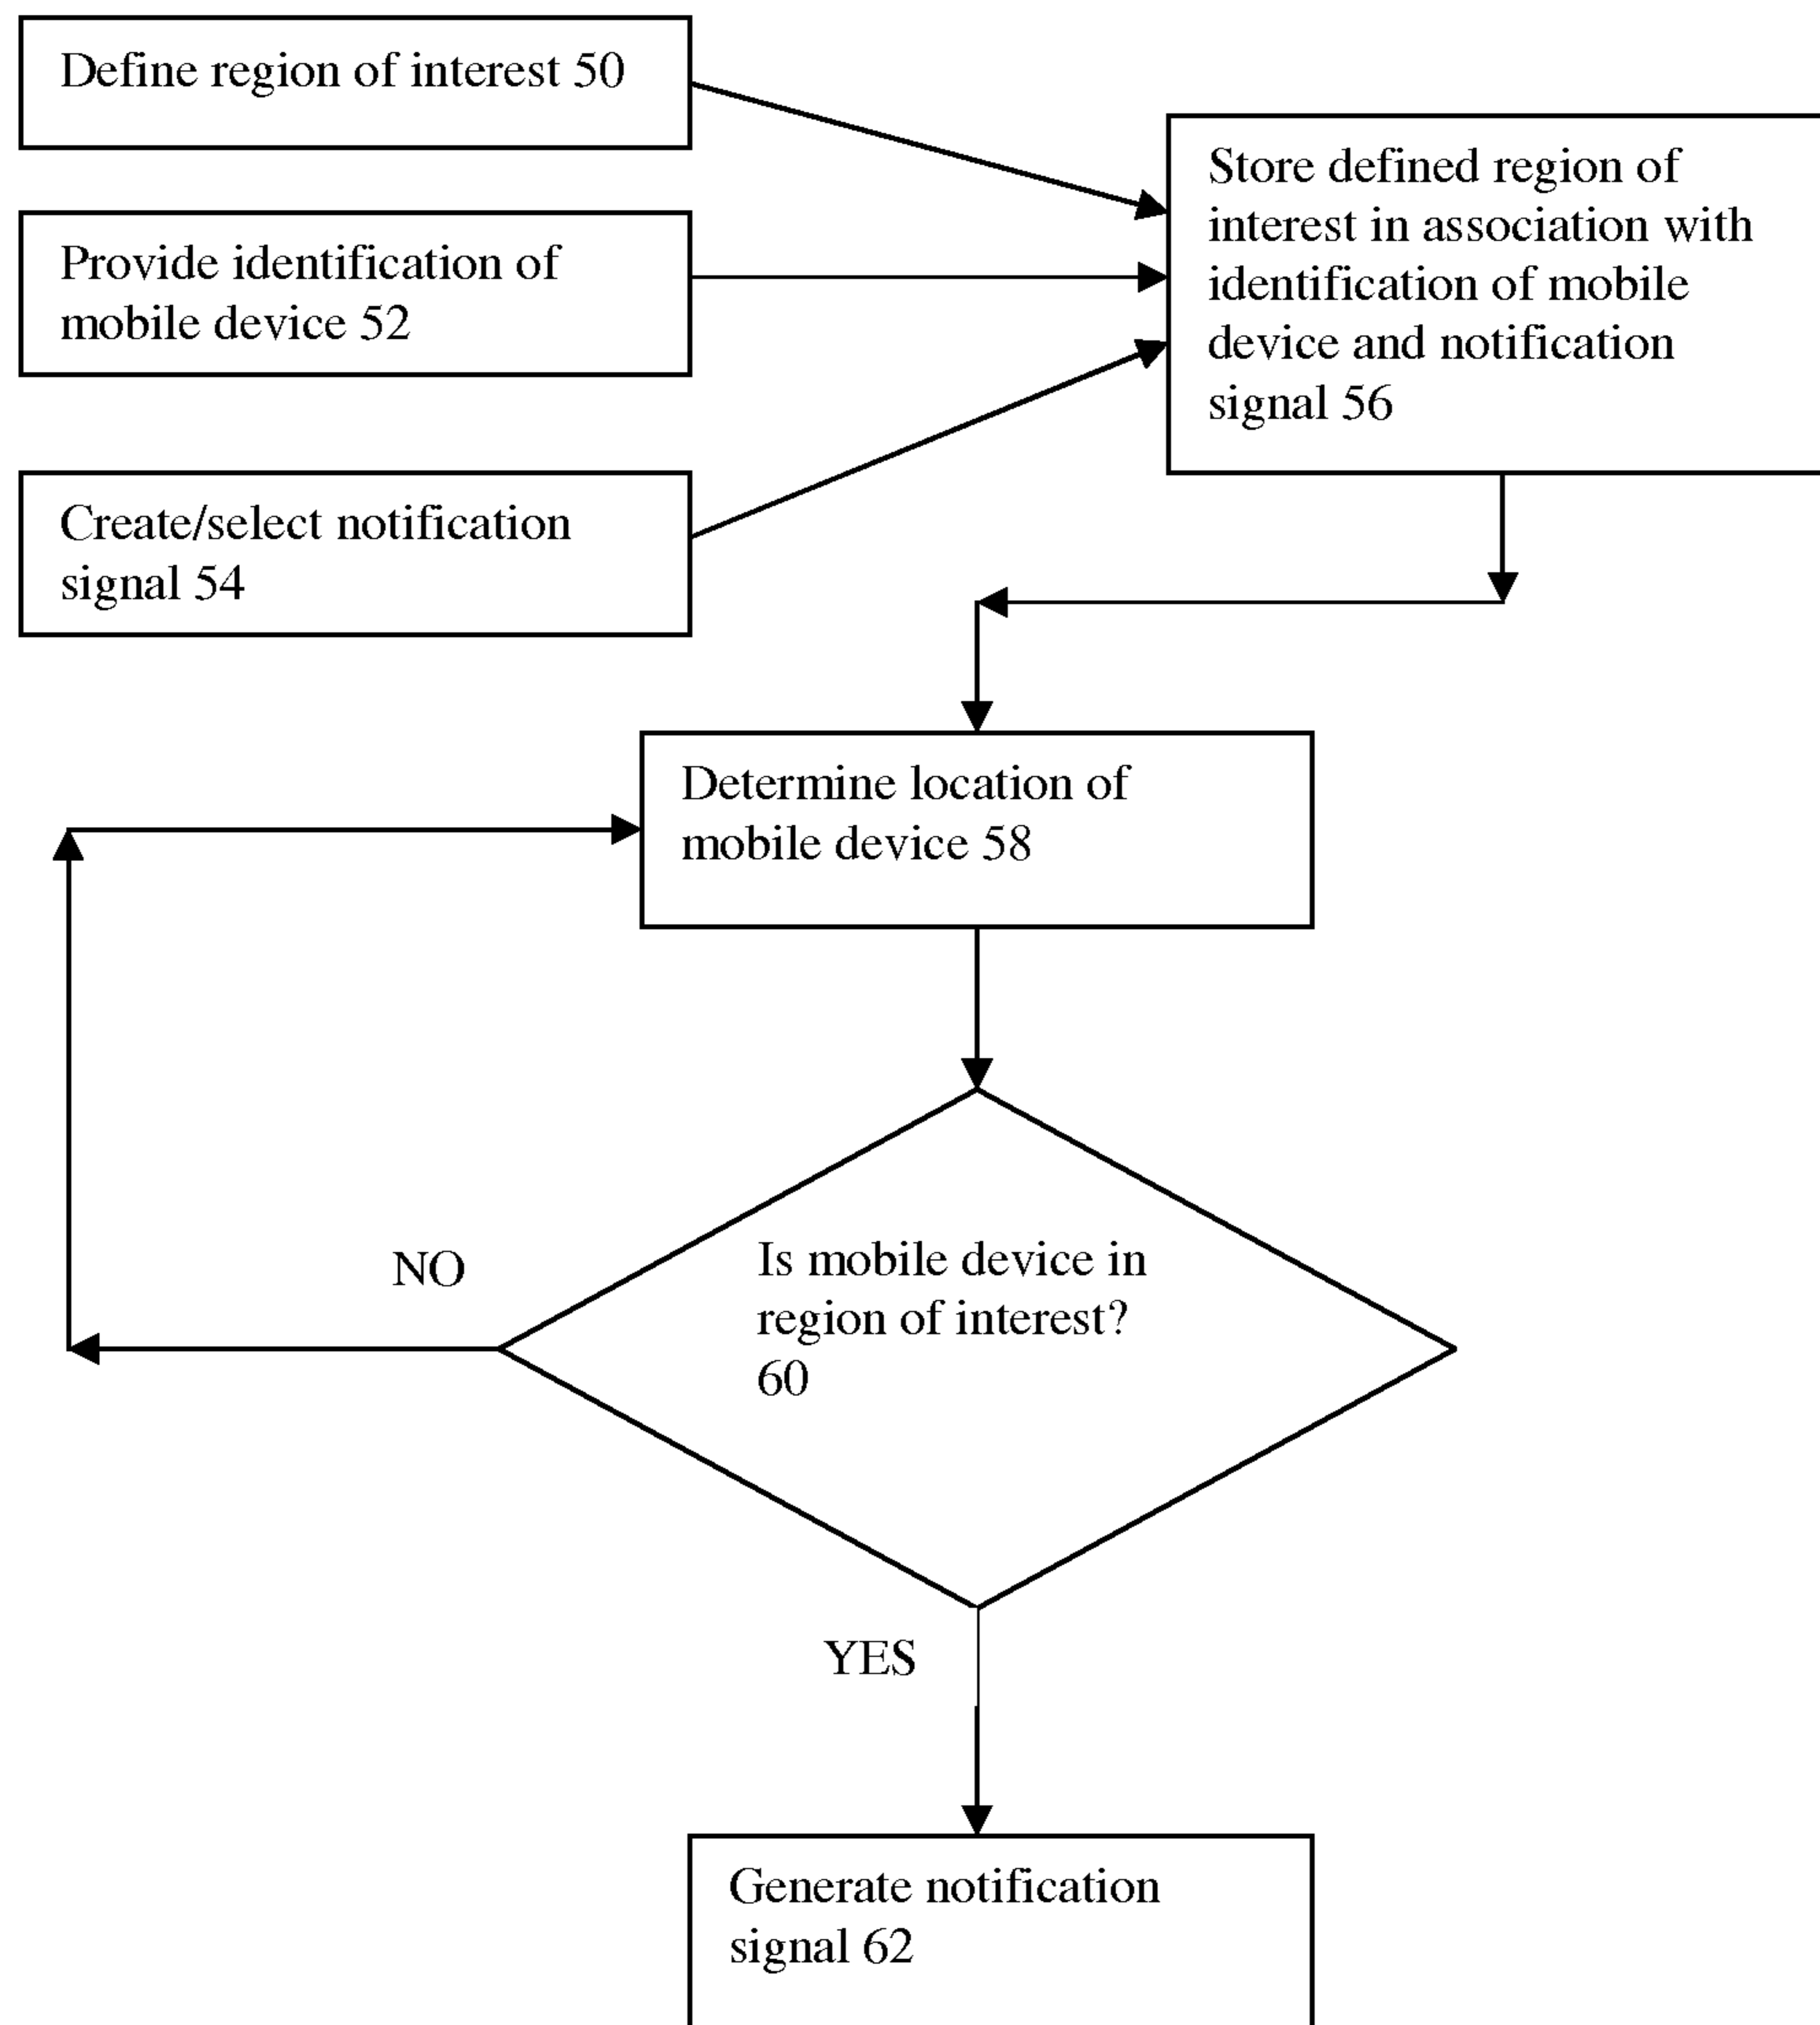 Define region of interest 50
Provide identification of
mobile device 52
Create/select notification
signal 54
Store defined region of
interest in association with
identification of mobile
device and notification
signal 56
Determine location of
mobile device 58
Is mobile device in
region of interest?
60
NO
YES
Generate notification
signal 62